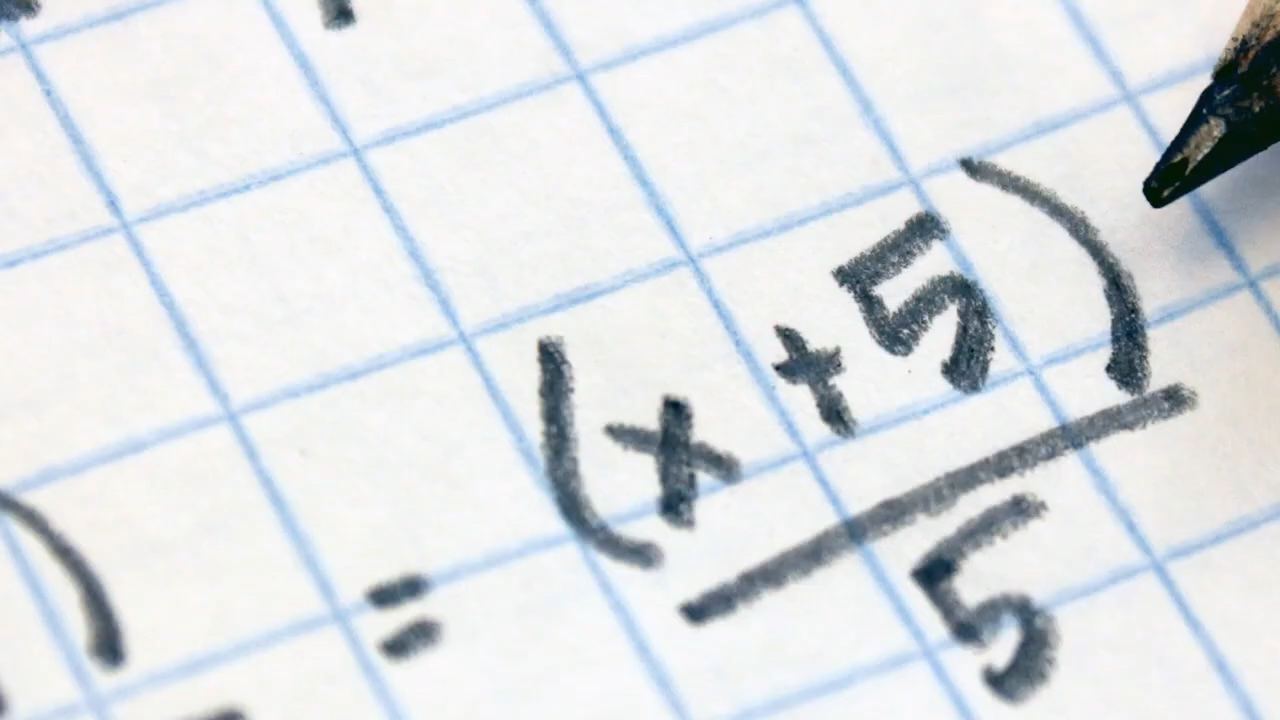 ) = (x + 5)
5